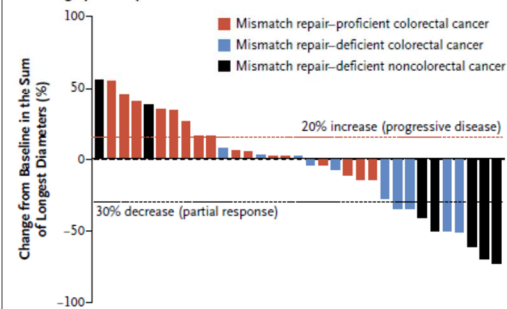 100
Mismatch repair–proficient colorectal cancer
Mismatch repair–deficient colorectal cancer
Mismatch repair–deficient noncolorectal cancer
50
20% increase (progressive disease)
0
30% decrease (partial response)
−50
−100
Change from Baseline in the Sum
of Longest Diameters (%)